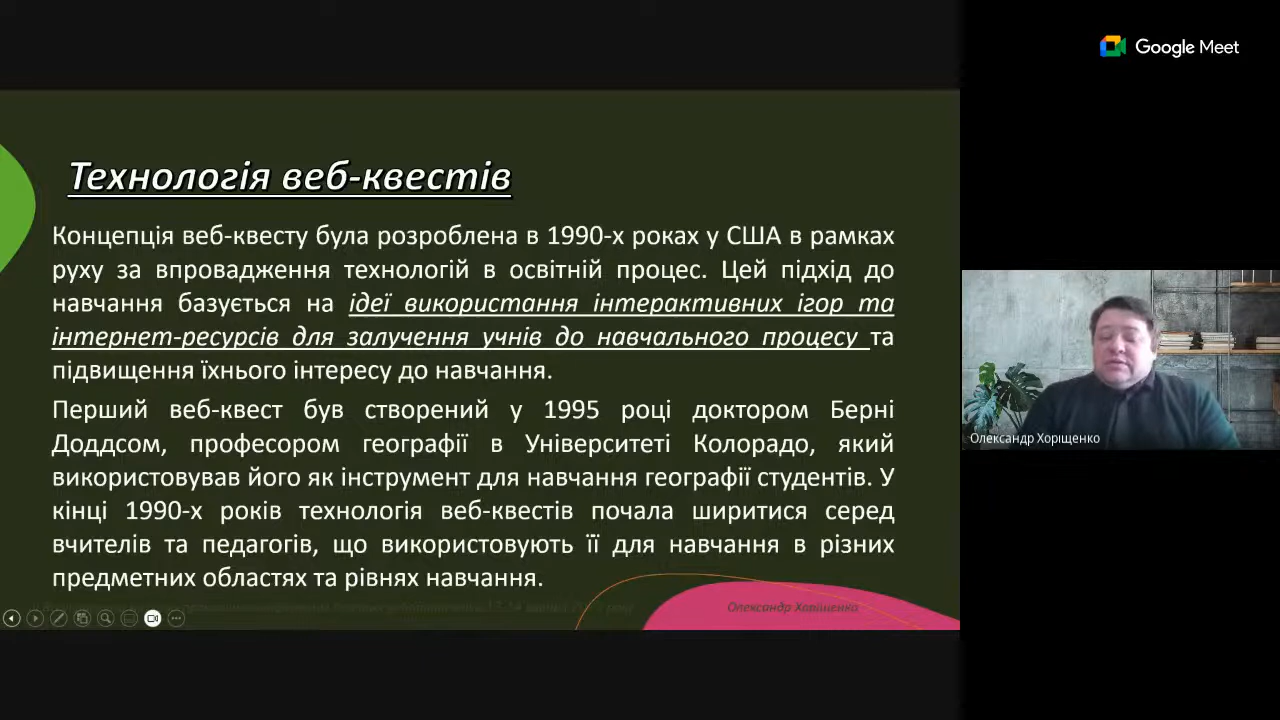 Google Meet
Технологія веб-квестів
Концепція веб-квесту була розроблена в 1990-х роках у США в рамках
руху за впровадження технологій в освітній процес. Цей підхід до
навчання базується на ідеї використання інтерактивних ігор та
інтернет-ресурсів для залучення учнів до навчального процесу та
підвищення їхнього інтересу до навчання.
Перший веб-квест був створений у 1995 році доктором Берні
Доддсом, професором географії в Університеті Колорадо, який
використовував його як інструмент для навчання географії студентів. У
кінці 1990-х років технологія веб-квестів почала ширитися серед
вчителів та педагогів, що використовують її для навчання в різних
предметних областях та рівнях навчання.
Олександр Хоріщенко
Олександр Хоріщенко